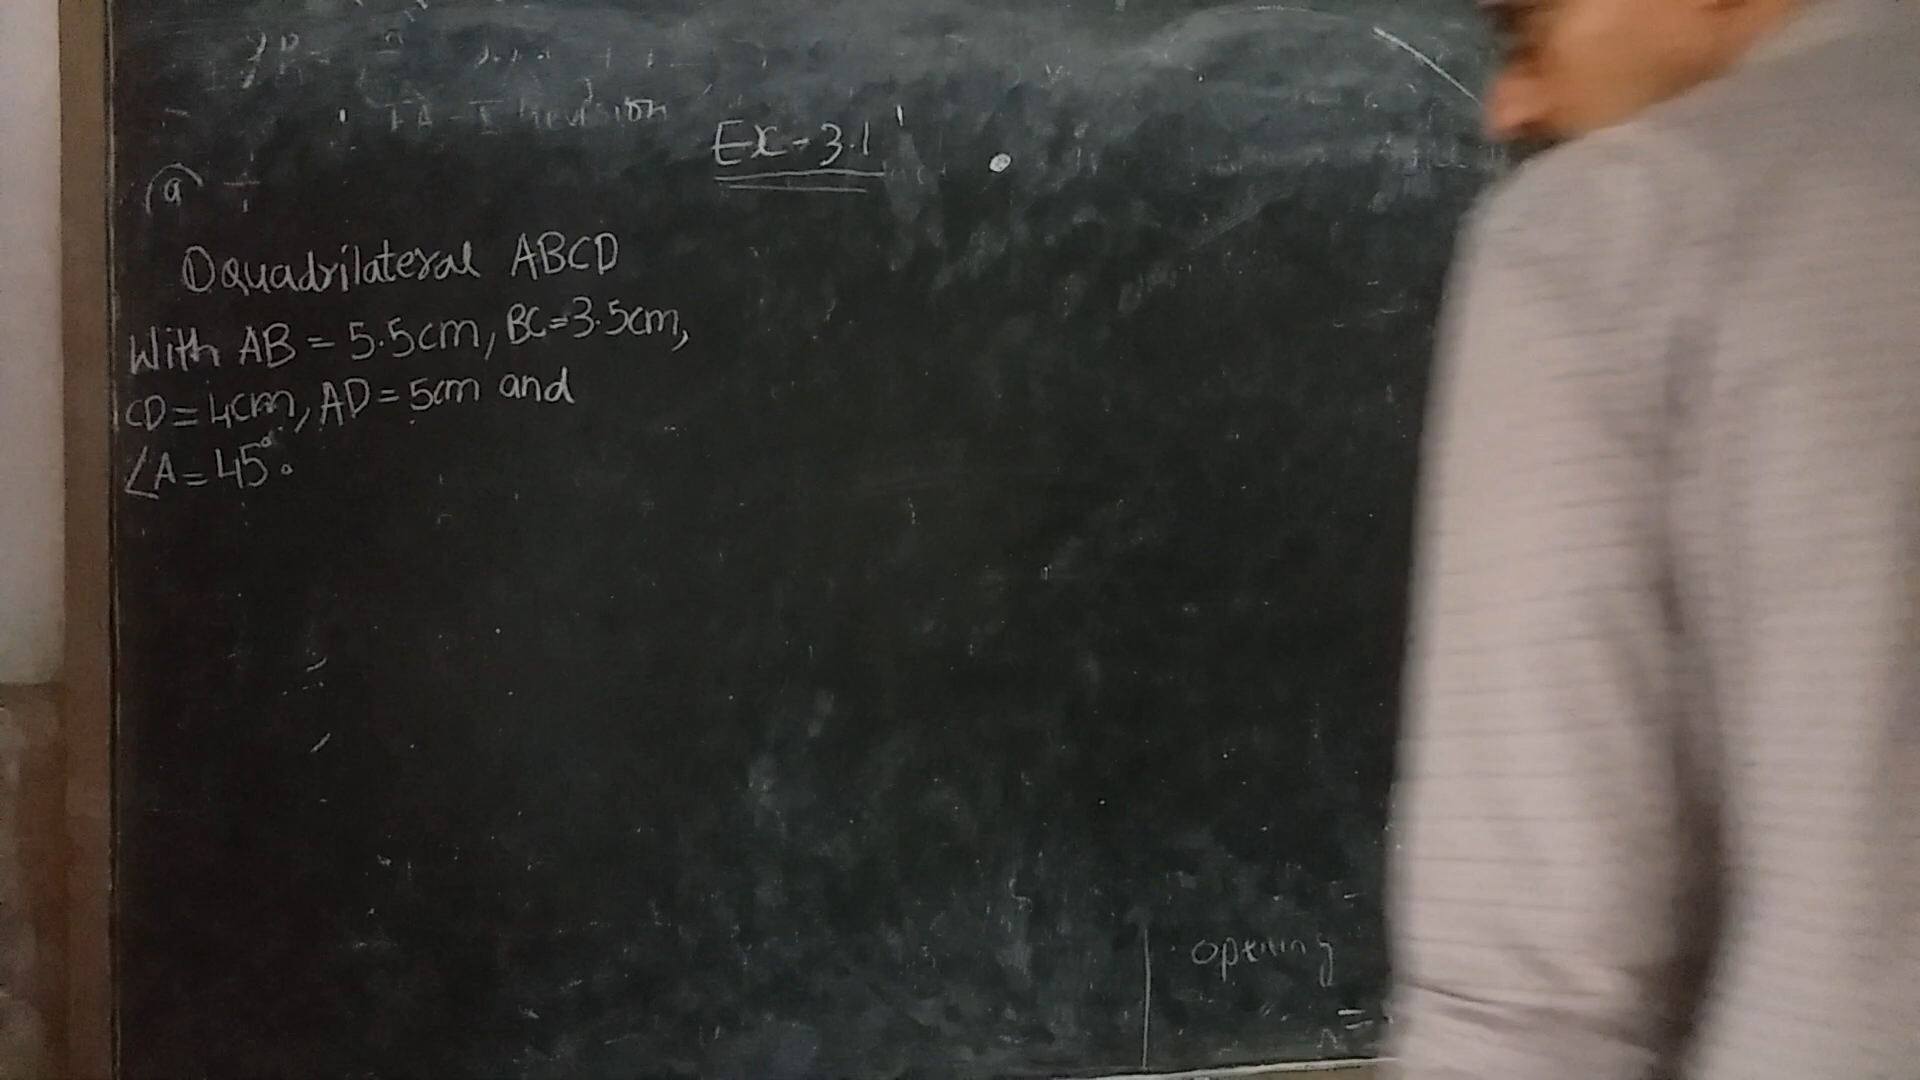 Revision
Ex-3.1
a
Quadrilateral ABCD
With AB = 5.5cm, BC=3.5cm,
CD=4cm, AD=5cm and
∠A=45°.
opening
=